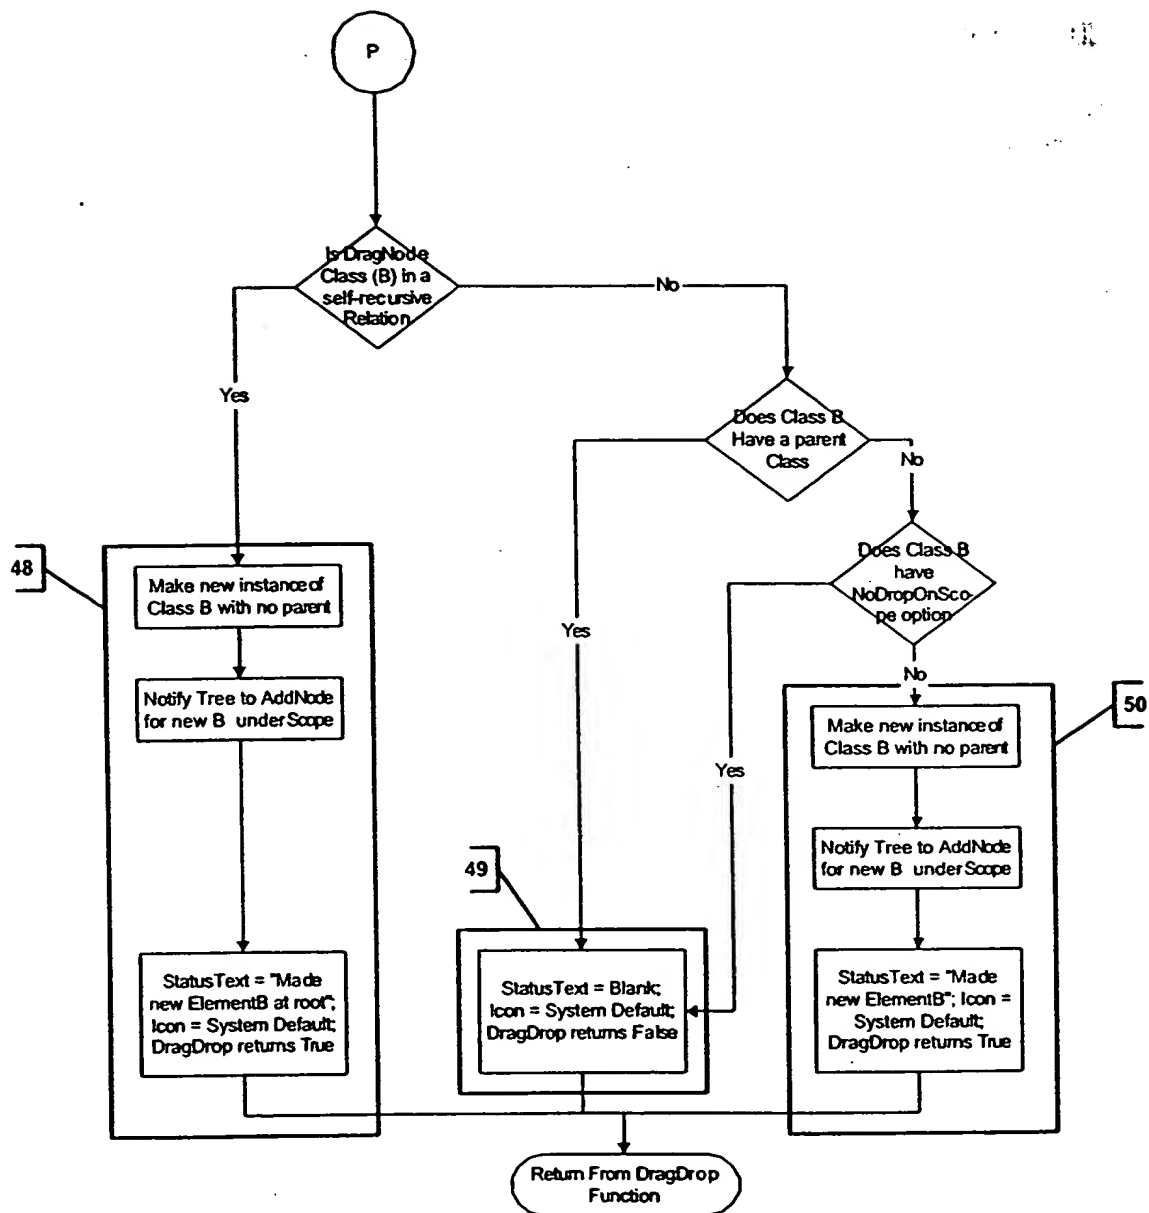 P
Is DragNode
Class (B) in a
self-recursive
Relation
No
Yes
Does Class B
Have a parent
Class
No
Yes
Does Class B
have
NoDropOnSco-
pe option
Yes
No
48
Make new instance of
Class B with no parent
Notify Tree to AddNode
for new B under Scope
StatusText = "Made
new ElementB at root";
Icon = System Default;
DragDrop returns True
49
StatusText = Blank;
Icon = System Default;
DragDrop returns False
50
Make new instance of
Class B with no parent
Notify Tree to AddNode
for new B under Scope
StatusText = "Made
new ElementB"; Icon =
System Default;
DragDrop returns True
Return From DragDrop
Function